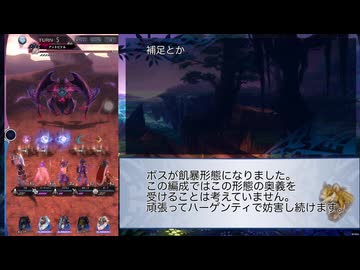 TURN 5
補足とか
ボスが飢暴形態になりました。
この編成ではこの形態の奥義を
受けることは考えていません。
頑張ってハーゲンティで妨害し続けます。